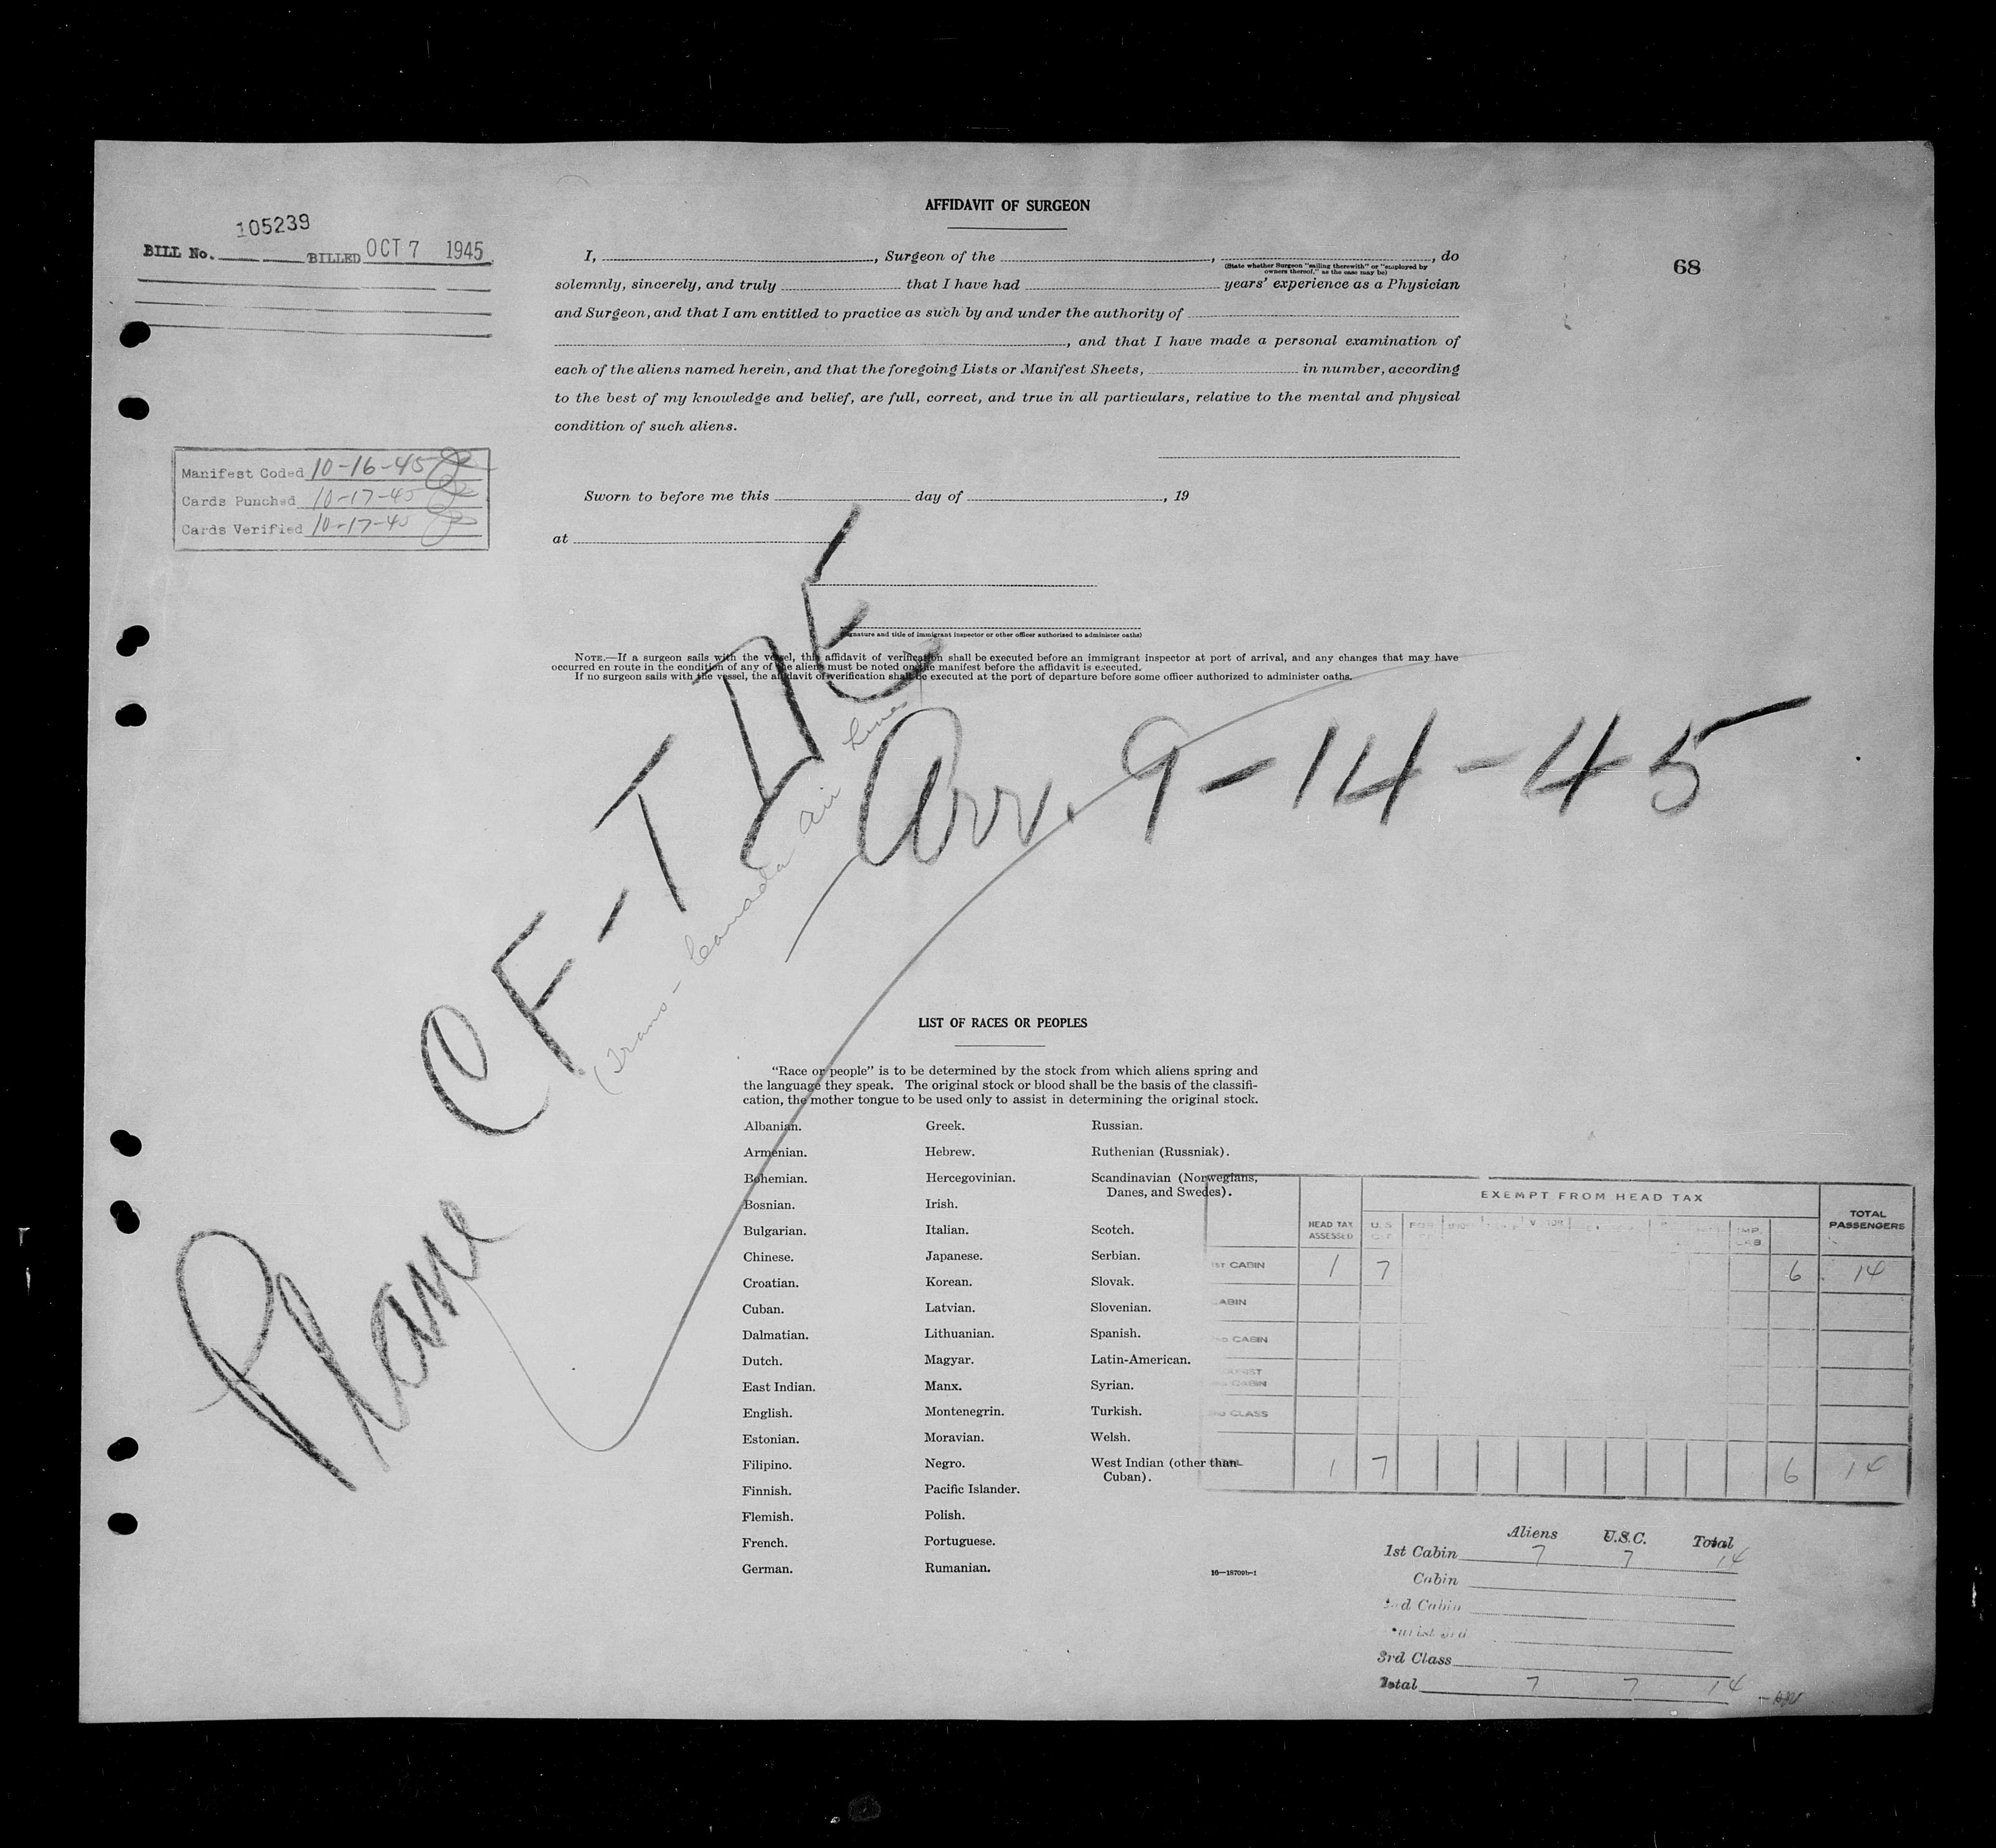 105239
BILL No. BILLED OCT 7 1945
68
Manifest Coded 10-16-45
Cards Punched 10-17-45
Cards Verified 10-17-45
AFFIDAVIT OF SURGEON
I, , Surgeon of the , , do
(State whether Surgeon "sailing therewith" or "employed by
owners thereof," as the case may be)
solemnly, sincerely, and truly that I have had years' experience as a Physician
and Surgeon, and that I am entitled to practice as such by and under the authority of
, and that I have made a personal examination of
each of the aliens named herein, and that the foregoing Lists or Manifest Sheets, in number, according
to the best of my knowledge and belief, are full, correct, and true in all particulars, relative to the mental and physical
condition of such aliens.
Sworn to before me this day of , 19
at
(Signature and title of immigrant inspector or other officer authorized to administer oaths)
NOTE.—If a surgeon sails with the vessel, this affidavit of verification shall be executed before an immigrant inspector at port of arrival, and any changes that may have
occurred en route in the condition of any of the aliens must be noted on the manifest before the affidavit is executed.
If no surgeon sails with the vessel, the affidavit of verification shall be executed at the port of departure before some officer authorized to administer oaths.
Plane CF-TDE
(Trans-Canada Air Lines)
Arr. 9-14-45
LIST OF RACES OR PEOPLES
"Race or people" is to be determined by the stock from which aliens spring and
the language they speak. The original stock or blood shall be the basis of the classifi-
cation, the mother tongue to be used only to assist in determining the original stock.
Albanian.
Armenian.
Bohemian.
Bosnian.
Bulgarian.
Chinese.
Croatian.
Cuban.
Dalmatian.
Dutch.
East Indian.
English.
Estonian.
Filipino.
Finnish.
Flemish.
French.
German.
Greek.
Hebrew.
Hercegovinian.
Irish.
Italian.
Japanese.
Korean.
Latvian.
Lithuanian.
Magyar.
Manx.
Montenegrin.
Moravian.
Negro.
Pacific Islander.
Polish.
Portuguese.
Rumanian.
Russian.
Ruthenian (Russniak).
Scandinavian (Norwegians,
Danes, and Swedes).
Scotch.
Serbian.
Slovak.
Slovenian.
Spanish.
Latin-American.
Syrian.
Turkish.
Welsh.
West Indian (other than
Cuban).
16—18709b-1
EXEMPT FROM HEAD TAX
HEAD TAX
ASSESSED
U.S.
IMP.
LAB.
TOTAL
PASSENGERS
1ST CABIN 1 7 6 14
CABIN
2ND CABIN
CABIN
3RD CLASS
1 7 6 14
Aliens U.S.C. Total
1st Cabin 7 7 14
Cabin
2nd Cabin
3rd Class
Total 7 7 14